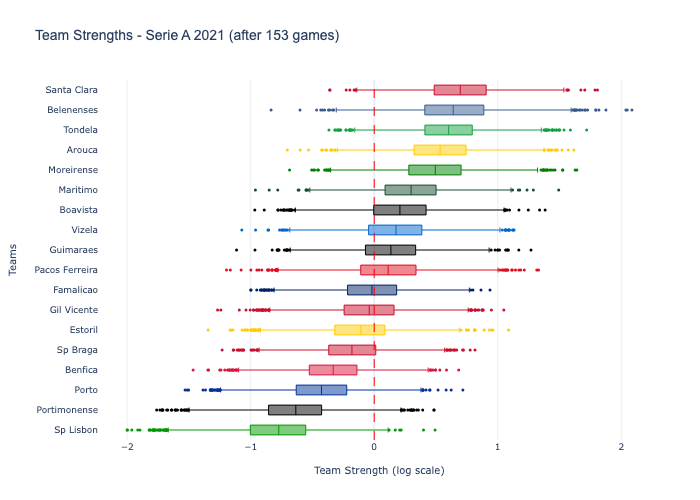 Team Strengths - Serie A 2021 (after 153 games)
Santa Clara
Belenenses
Tondela
Arouca
Moreirense
Maritimo
Boavista
Vizela
Guimaraes
Pacos Ferreira
Famalicao
Gil Vicente
Estoril
Sp Braga
Benfica
Porto
Portimonense
Sp Lisbon
Teams
−2 −1 0 1 2
Team Strength (log scale)